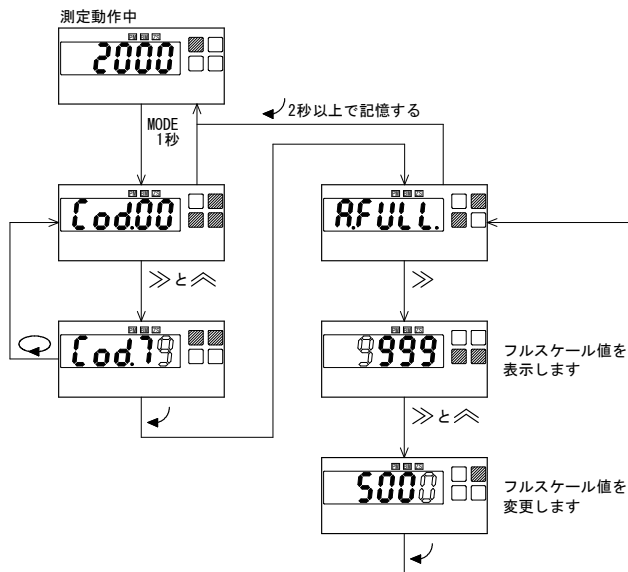 測定動作中
2000
2秒以上で記憶する
MODE
1秒
Cod.00
A.FULL.
≫と︽
≫
Cod.79
9999
フルスケール値を
表示します
≫と︽
5000
フルスケール値を
変更します